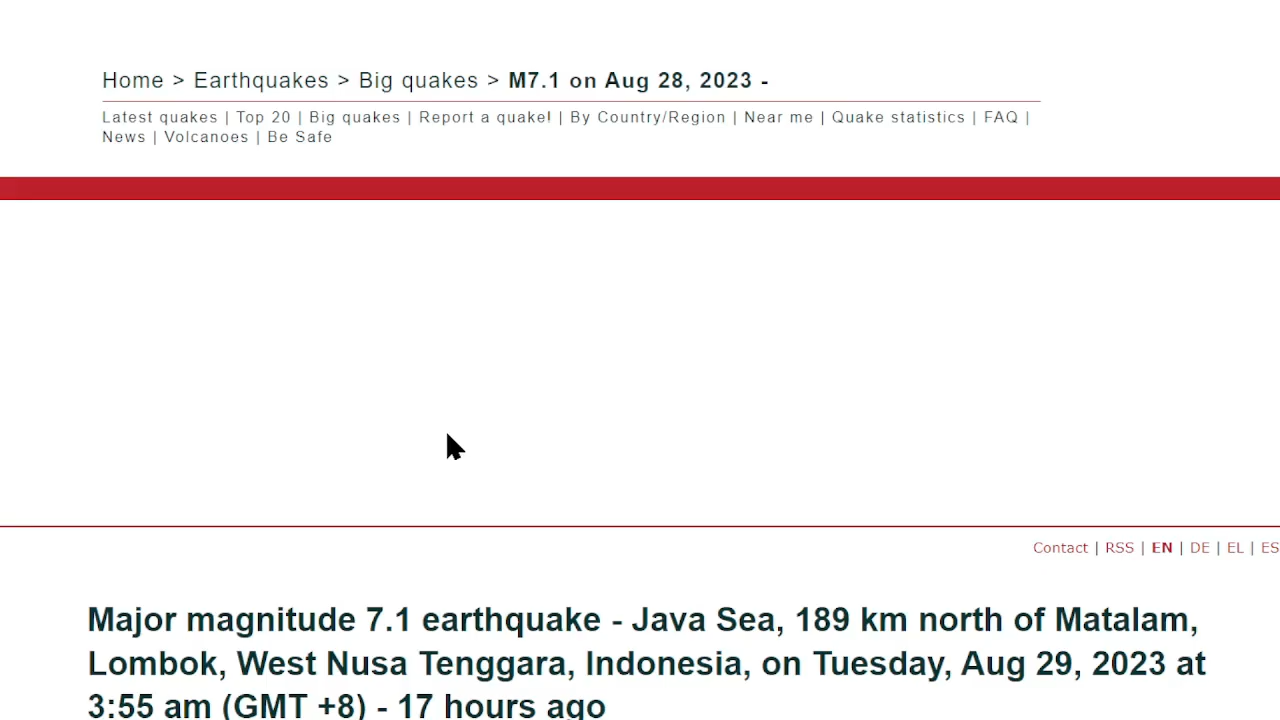 Home > Earthquakes > Big quakes > M7.1 on Aug 28, 2023 -
Latest quakes | Top 20 | Big quakes | Report a quake! | By Country/Region | Near me | Quake statistics | FAQ |
News | Volcanoes | Be Safe
Contact | RSS | EN | DE | EL | ES
Major magnitude 7.1 earthquake - Java Sea, 189 km north of Matalam,
Lombok, West Nusa Tenggara, Indonesia, on Tuesday, Aug 29, 2023 at
3:55 am (GMT +8) - 17 hours ago